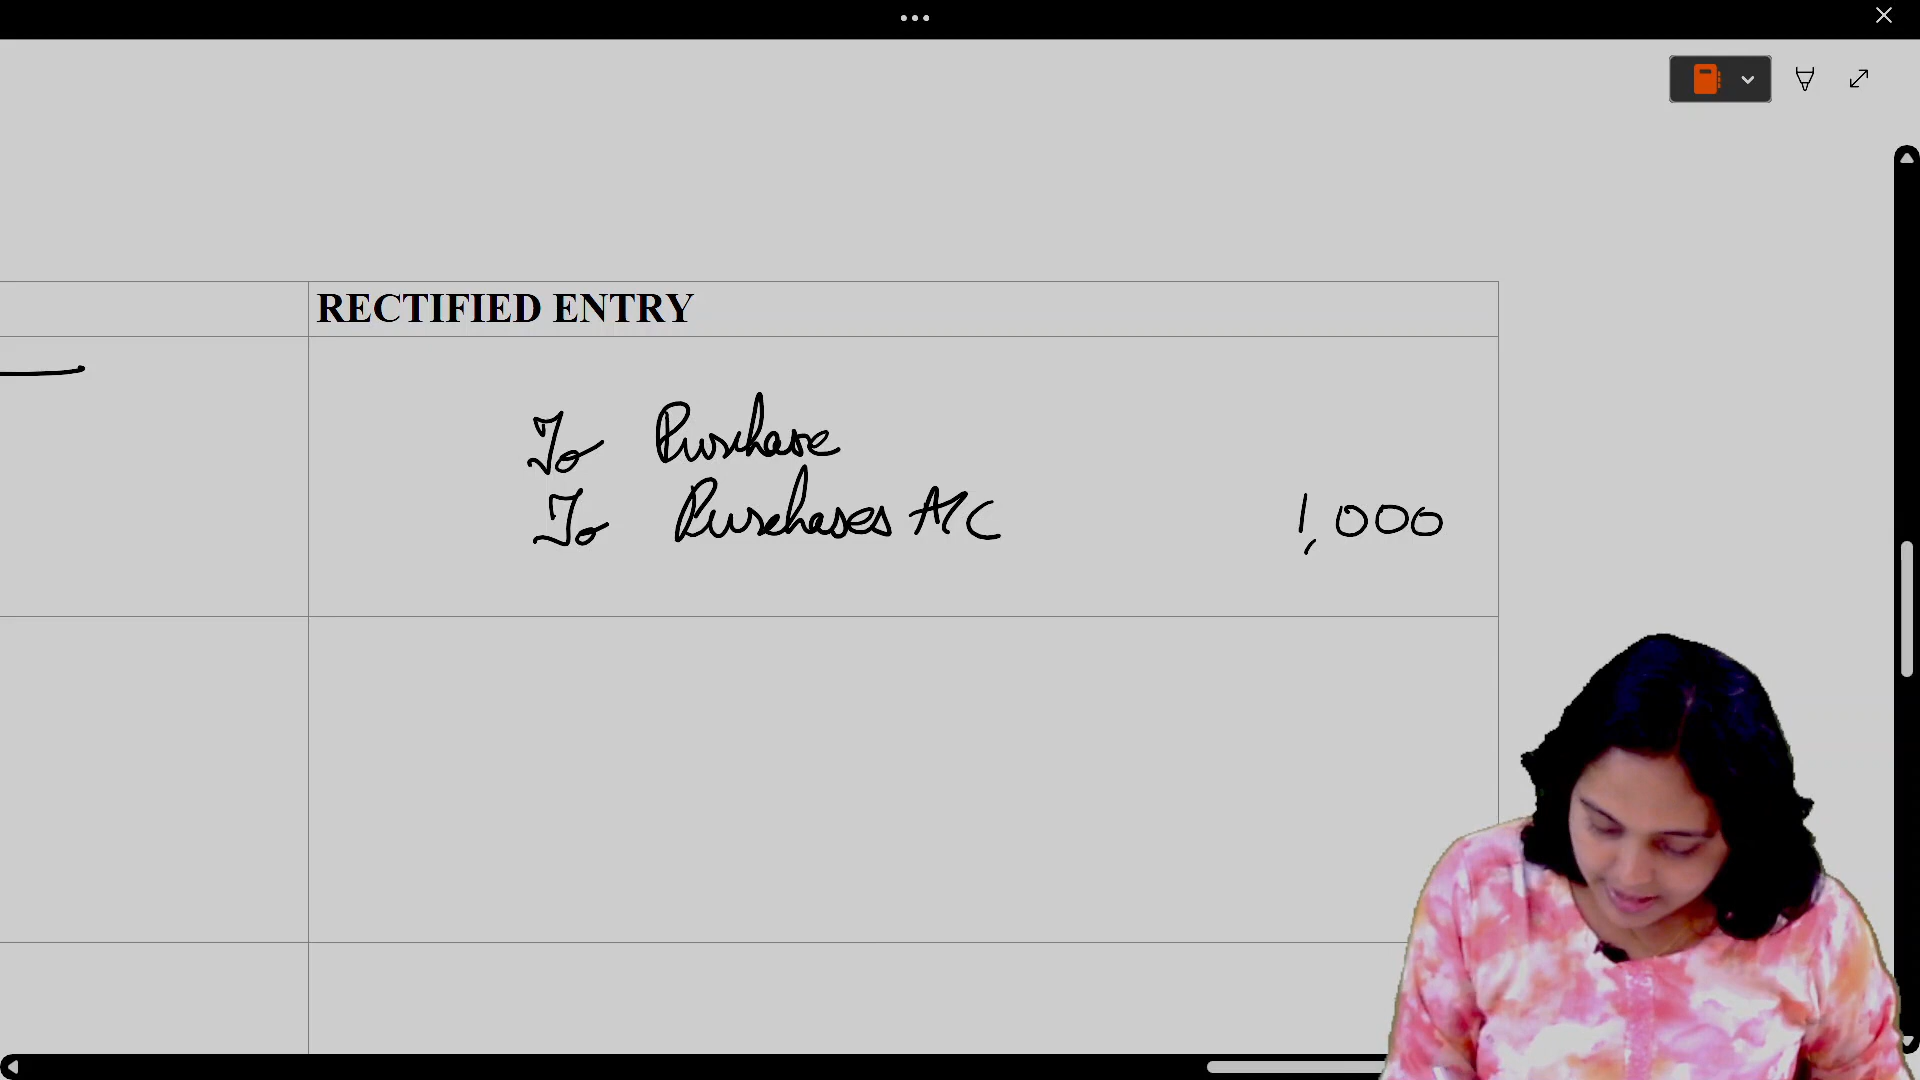 RECTIFIED ENTRY
To Purchase
To Purchases A/C 1,000